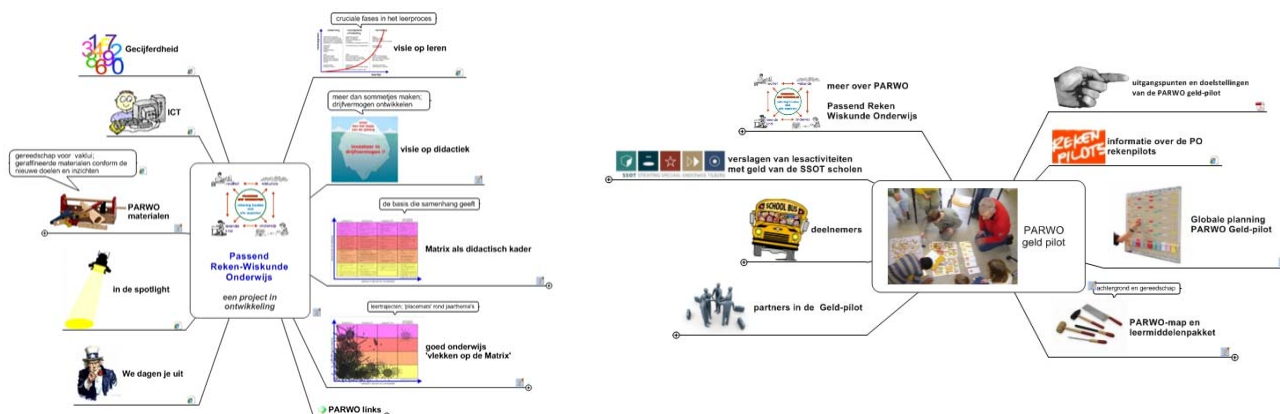 cruciale fases in het leerproces
Gecijferdheid
visie op leren
ICT
meer dan sommetjes maken;
drijfvermogen ontwikkelen
visie op didactiek
gereedschap voor vaklui;
geraffineerde materialen conform de
nieuwe doelen en inzichten
PARWO
materialen
de basis die samenhang geeft
Matrix als didactisch kader
Passend
Reken-Wiskunde
Onderwijs
een project in
ontwikkeling
in de spotlight
leertrajecten; 'placemats' rond jaarthema's
goed onderwijs
'vlekken op de Matrix'
We dagen je uit
PARWO links
meer over PARWO
Passend Reken
Wiskunde Onderwijs
uitgangspunten en doelstellingen
van de PARWO geld-pilot
REKEN
PILOTS
informatie over de PO
rekenpilots
SSOT
verslagen van lesactiviteiten
met geld van de SSOT scholen
SCHOOL BUS
deelnemers
PARWO
geld pilot
Globale planning
PARWO Geld-pilot
partners in de Geld-pilot
achtergrond en gereedschap
PARWO-map en
leermiddelenpakket